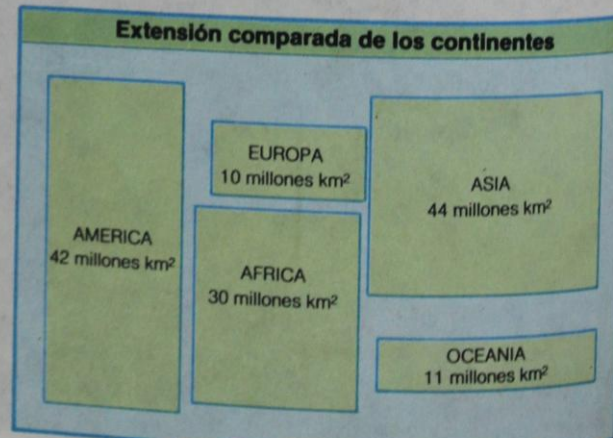 Extensión comparada de los continentes
AMERICA
42 millones km²
EUROPA
10 millones km²
AFRICA
30 millones km²
ASIA
44 millones km²
OCEANIA
11 millones km²